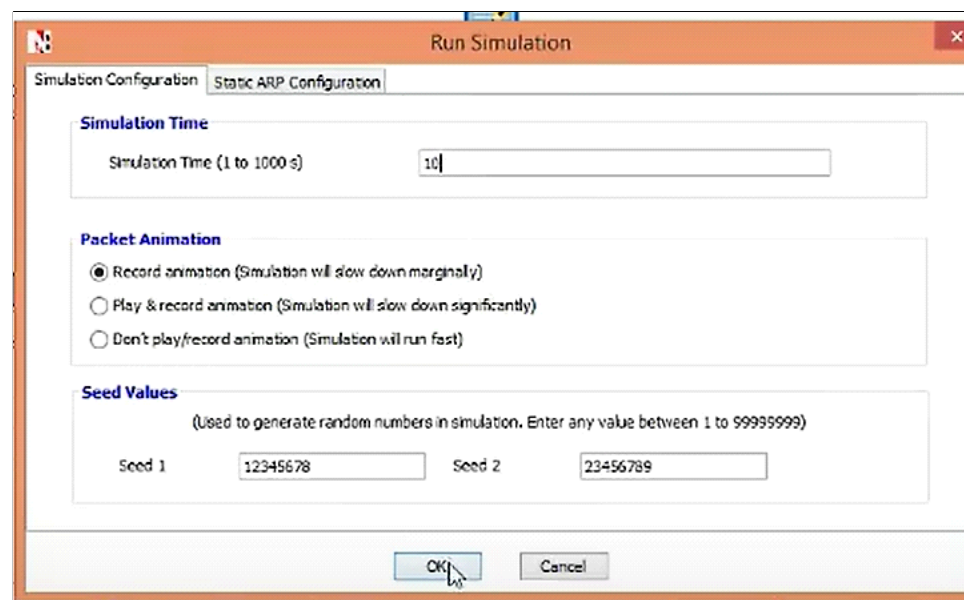 Run Simulation
Simulation Configuration Static ARP Configuration
Simulation Time
Simulation Time (1 to 1000 s) 10
Packet Animation
Record animation (Simulation will slow down marginally)
Play & record animation (Simulation will slow down significantly)
Don't play/record animation (Simulation will run fast)
Seed Values
(Used to generate random numbers in simulation. Enter any value between 1 to 99999999)
Seed 1 12345678 Seed 2 23456789
OK Cancel